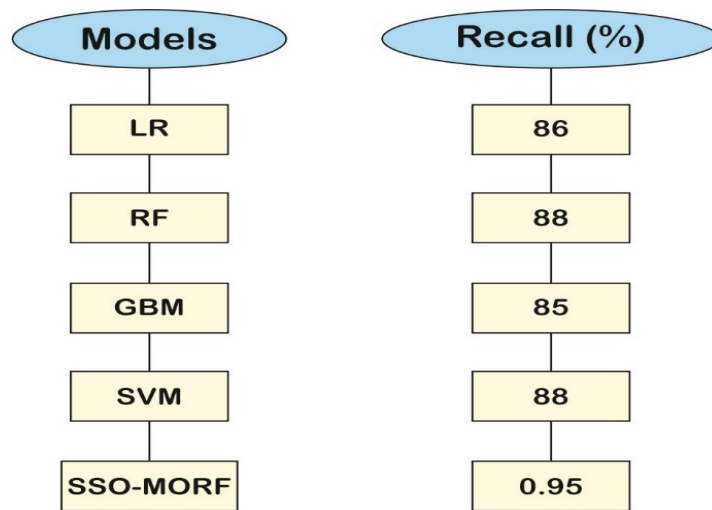 Models Recall (%)
LR 86
RF 88
GBM 85
SVM 88
SSO-MORF 0.95